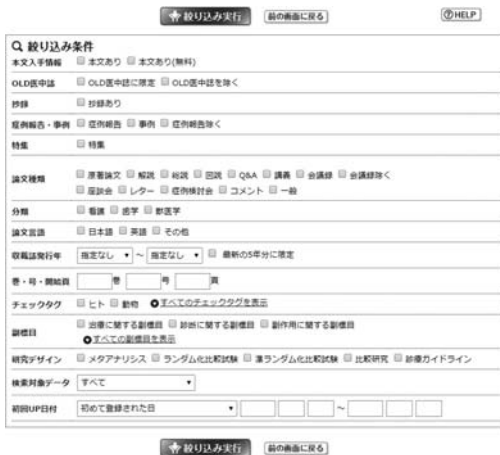 絞り込み実行 前の画面に戻る ?HELP
絞り込み条件
本文入手情報 本文あり 本文あり(無料)
OLD医中誌 OLD医中誌に限定 OLD医中誌を除く
抄録 抄録あり
症例報告・事例 症例報告 事例 症例報告除く
特集 特集
論文種類 原著論文 解説 総説 図説 Q&A 講義 会議録 会議録除く
座談会 レター 症例検討会 コメント 一般
分類 看護 歯学 獣医学
論文言語 日本語 英語 その他
収載誌発行年 指定なし ～ 指定なし 最新の5年分に限定
巻・号・開始頁 巻 号 頁
チェックタグ ヒト 動物 すべてのチェックタグを表示
副標目 治療に関する副標目 診断に関する副標目 副作用に関する副標目
すべての副標目を表示
研究デザイン メタアナリシス ランダム化比較試験 準ランダム化比較試験 比較研究 診療ガイドライン
検索対象データ すべて
初回UP日付 初めて登録された日 ～
絞り込み実行 前の画面に戻る